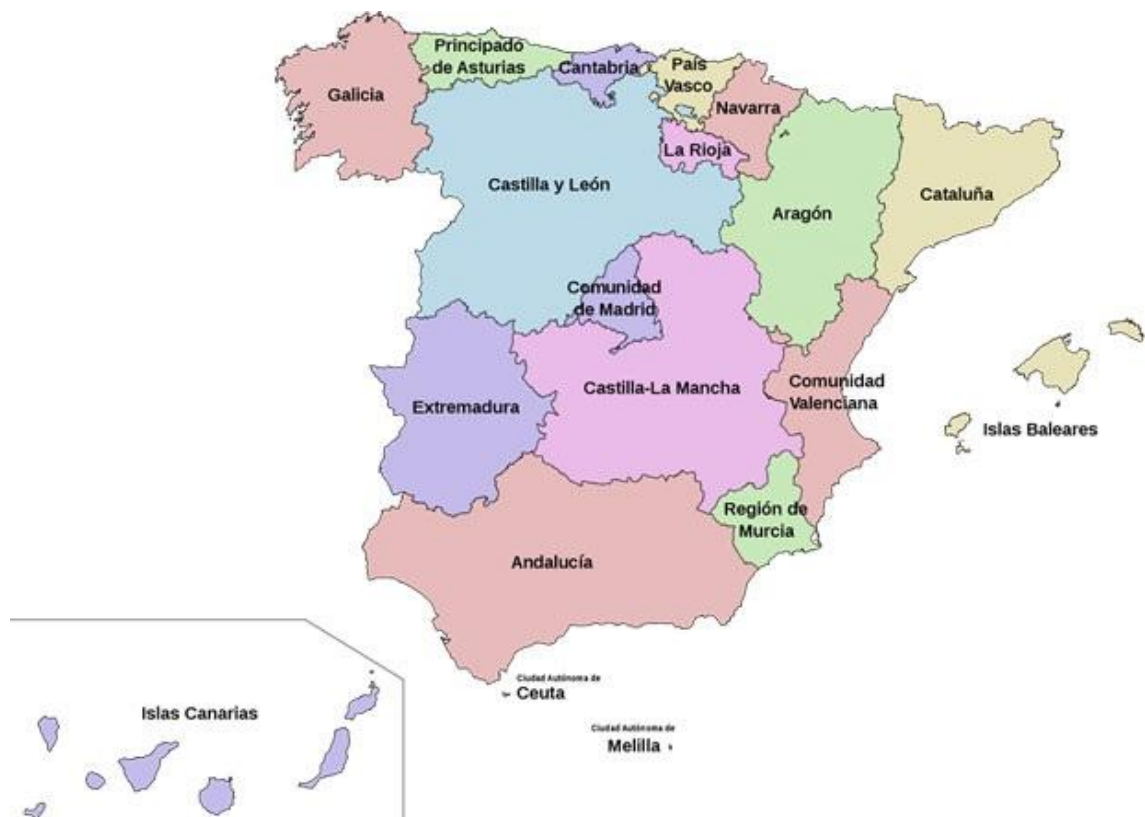 Principado
de Asturias
Cantabria
País
Vasco
Galicia
Navarra
La Rioja
Castilla y León
Cataluña
Aragón
Comunidad
de Madrid
Castilla-La Mancha
Comunidad
Valenciana
Extremadura
Islas Baleares
Región de
Murcia
Andalucía
Ciudad Autónoma de
Ceuta
Islas Canarias
Ciudad Autónoma de
Melilla